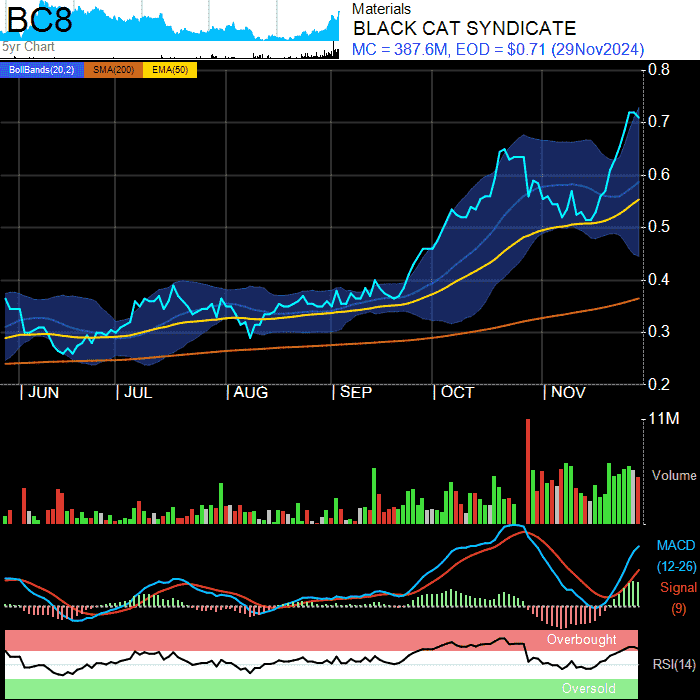 BC8
5yr Chart
Materials
BLACK CAT SYNDICATE
MC = 387.6M, EOD = $0.71 (29Nov2024)
BollBands(20,2) SMA(200) EMA(50)
0.8
0.7
0.6
0.5
0.4
0.3
0.2
JUN JUL AUG SEP OCT NOV
11M
Volume
MACD
(12-26)
Signal
(9)
Overbought
RSI(14)
Oversold